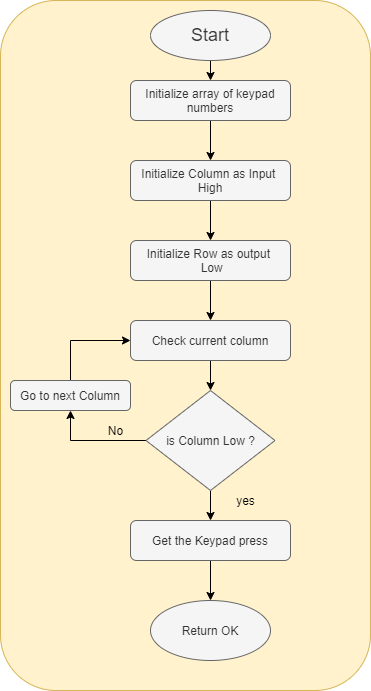 Start
Initialize array of keypad
numbers
Initialize Column as Input
High
Initialize Row as output
Low
Check current column
Go to next Column
No
is Column Low ?
yes
Get the Keypad press
Return OK